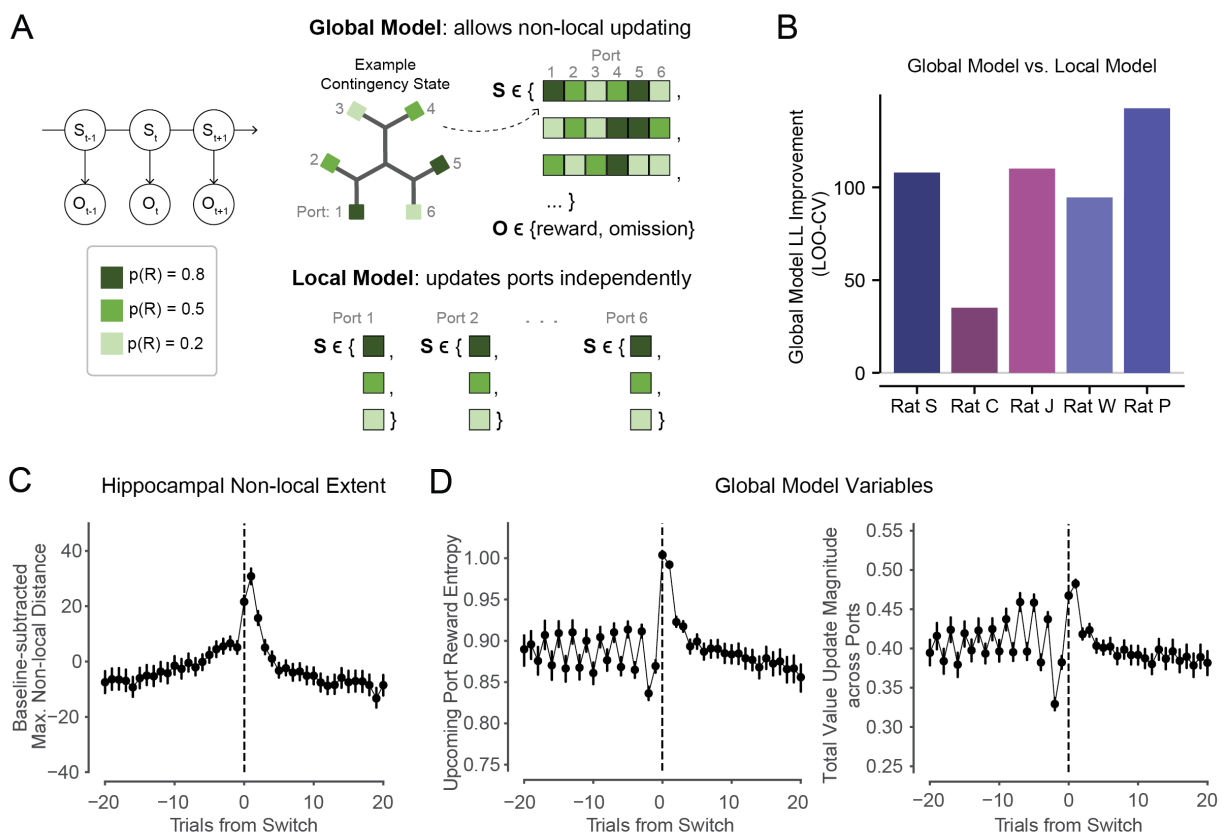 A
Global Model: allows non-local updating
Example
Contingency State
Port
1 2 3 4 5 6
S ϵ { ,
,
,
... }
O ϵ {reward, omission}
3
4
2
5
Port: 1
6
S_t-1 S_t S_t+1
O_t-1 O_t O_t+1
p(R) = 0.8
p(R) = 0.5
p(R) = 0.2
Local Model: updates ports independently
Port 1 Port 2 . . . Port 6
S ϵ { , S ϵ { , S ϵ { ,
, , ,
} } }
B
Global Model vs. Local Model
Global Model LL Improvement
(LOO-CV)
100
50
0
Rat S Rat C Rat J Rat W Rat P
C
Hippocampal Non-local Extent
Baseline-subtracted
Max. Non-local Distance
40
20
0
−20
−40
−20 −10 0 10 20
Trials from Switch
D
Global Model Variables
Upcoming Port Reward Entropy
1.00
0.95
0.90
0.85
0.80
0.75
−20 −10 0 10 20
Trials from Switch
Total Value Update Magnitude
across Ports
0.55
0.50
0.45
0.40
0.35
0.30
0.25
−20 −10 0 10 20
Trials from Switch